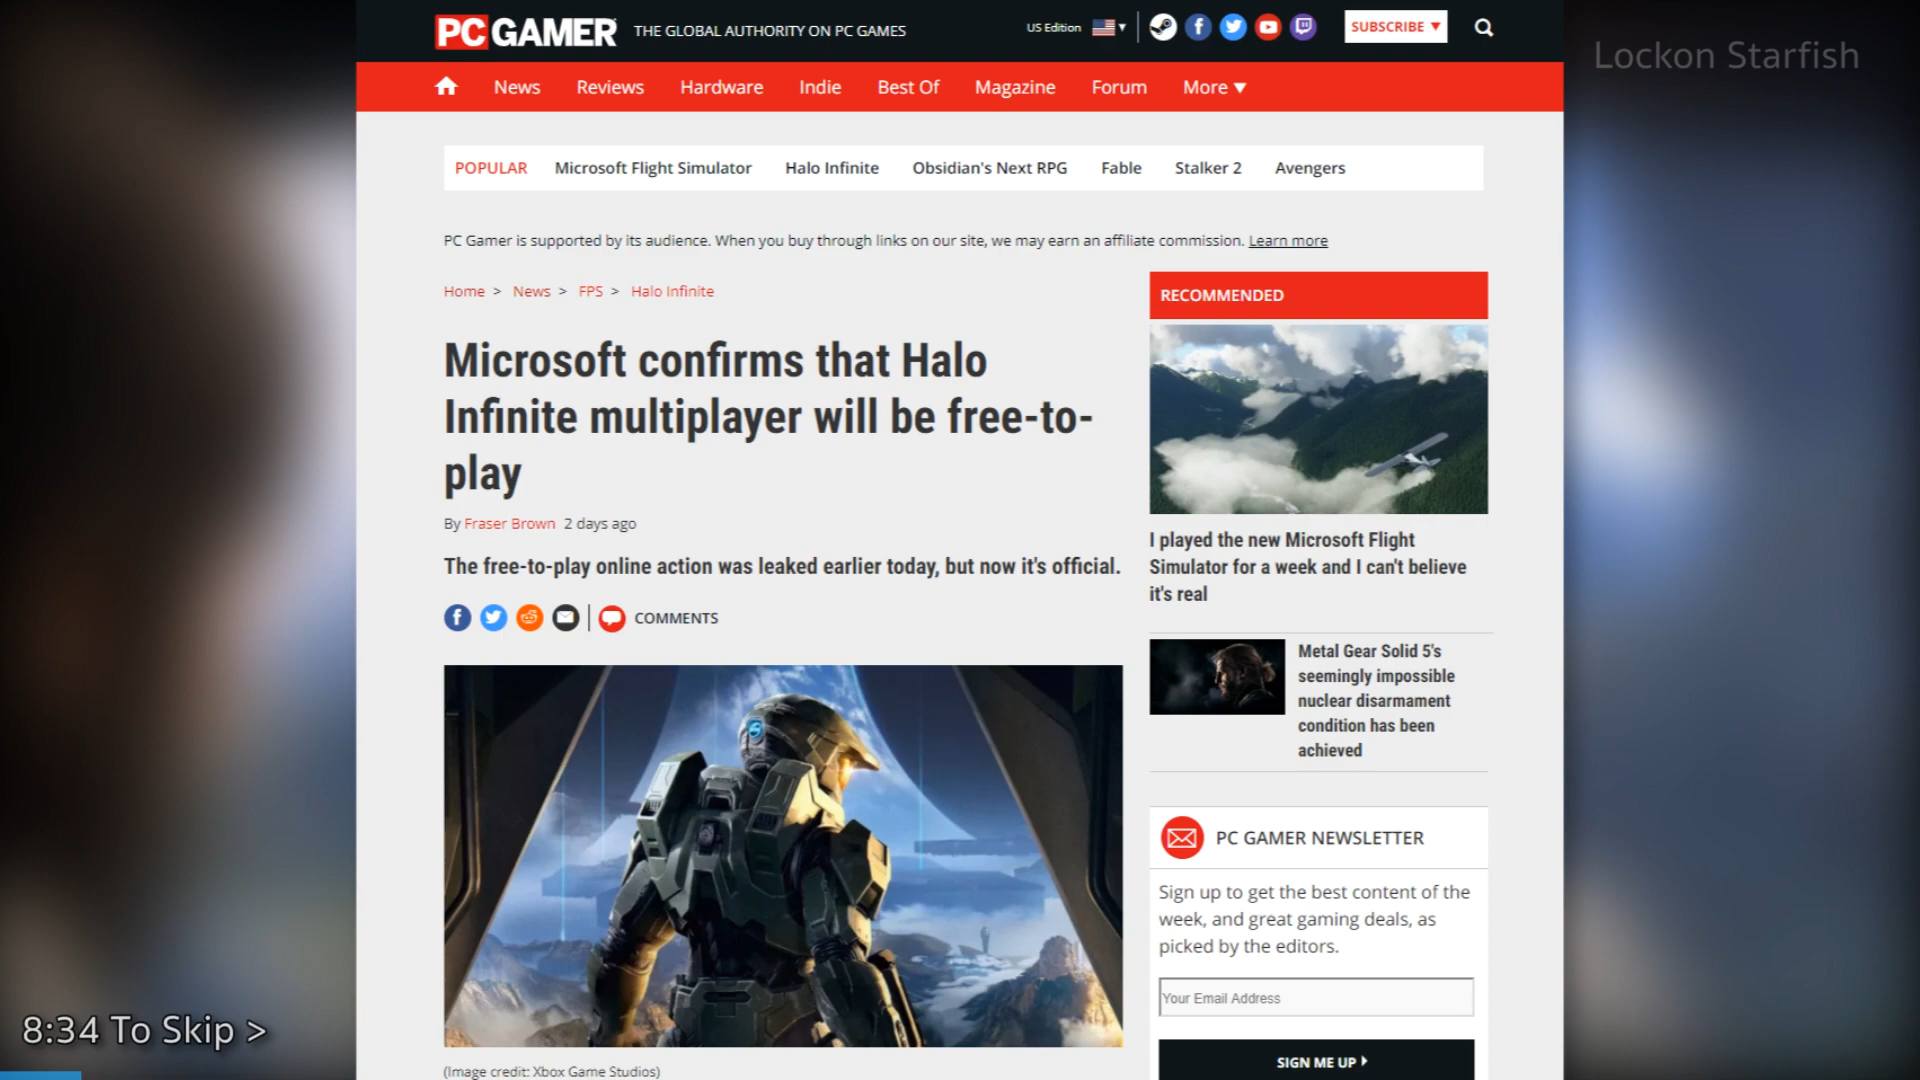 PC GAMER THE GLOBAL AUTHORITY ON PC GAMES
US Edition
SUBSCRIBE
Lockon Starfish
News Reviews Hardware Indie Best Of Magazine Forum More
POPULAR Microsoft Flight Simulator Halo Infinite Obsidian's Next RPG Fable Stalker 2 Avengers
PC Gamer is supported by its audience. When you buy through links on our site, we may earn an affiliate commission. Learn more
Home > News > FPS > Halo Infinite
Microsoft confirms that Halo
Infinite multiplayer will be free-to-
play
By Fraser Brown 2 days ago
The free-to-play online action was leaked earlier today, but now it's official.
COMMENTS
(Image credit: Xbox Game Studios)
RECOMMENDED
I played the new Microsoft Flight
Simulator for a week and I can't believe
it's real
Metal Gear Solid 5's
seemingly impossible
nuclear disarmament
condition has been
achieved
PC GAMER NEWSLETTER
Sign up to get the best content of the
week, and great gaming deals, as
picked by the editors.
Your Email Address
SIGN ME UP
8:34 To Skip >